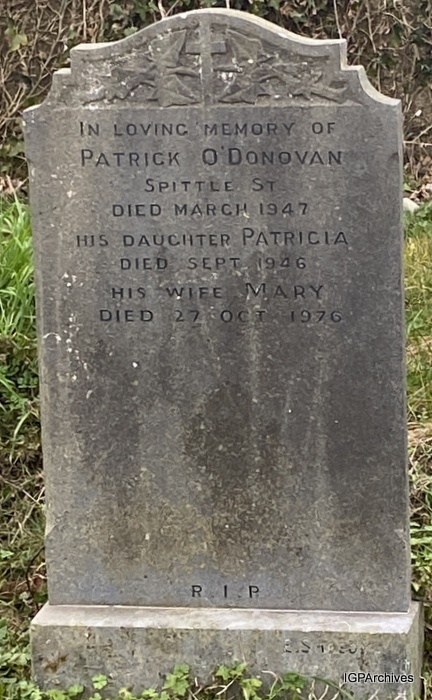 In loving memory of
Patrick O'Donovan
Spittle St
died March 1947
his daughter Patricia
died Sept 1946
his wife Mary
died 27 Oct 1976
R.I.P
IGPArchives